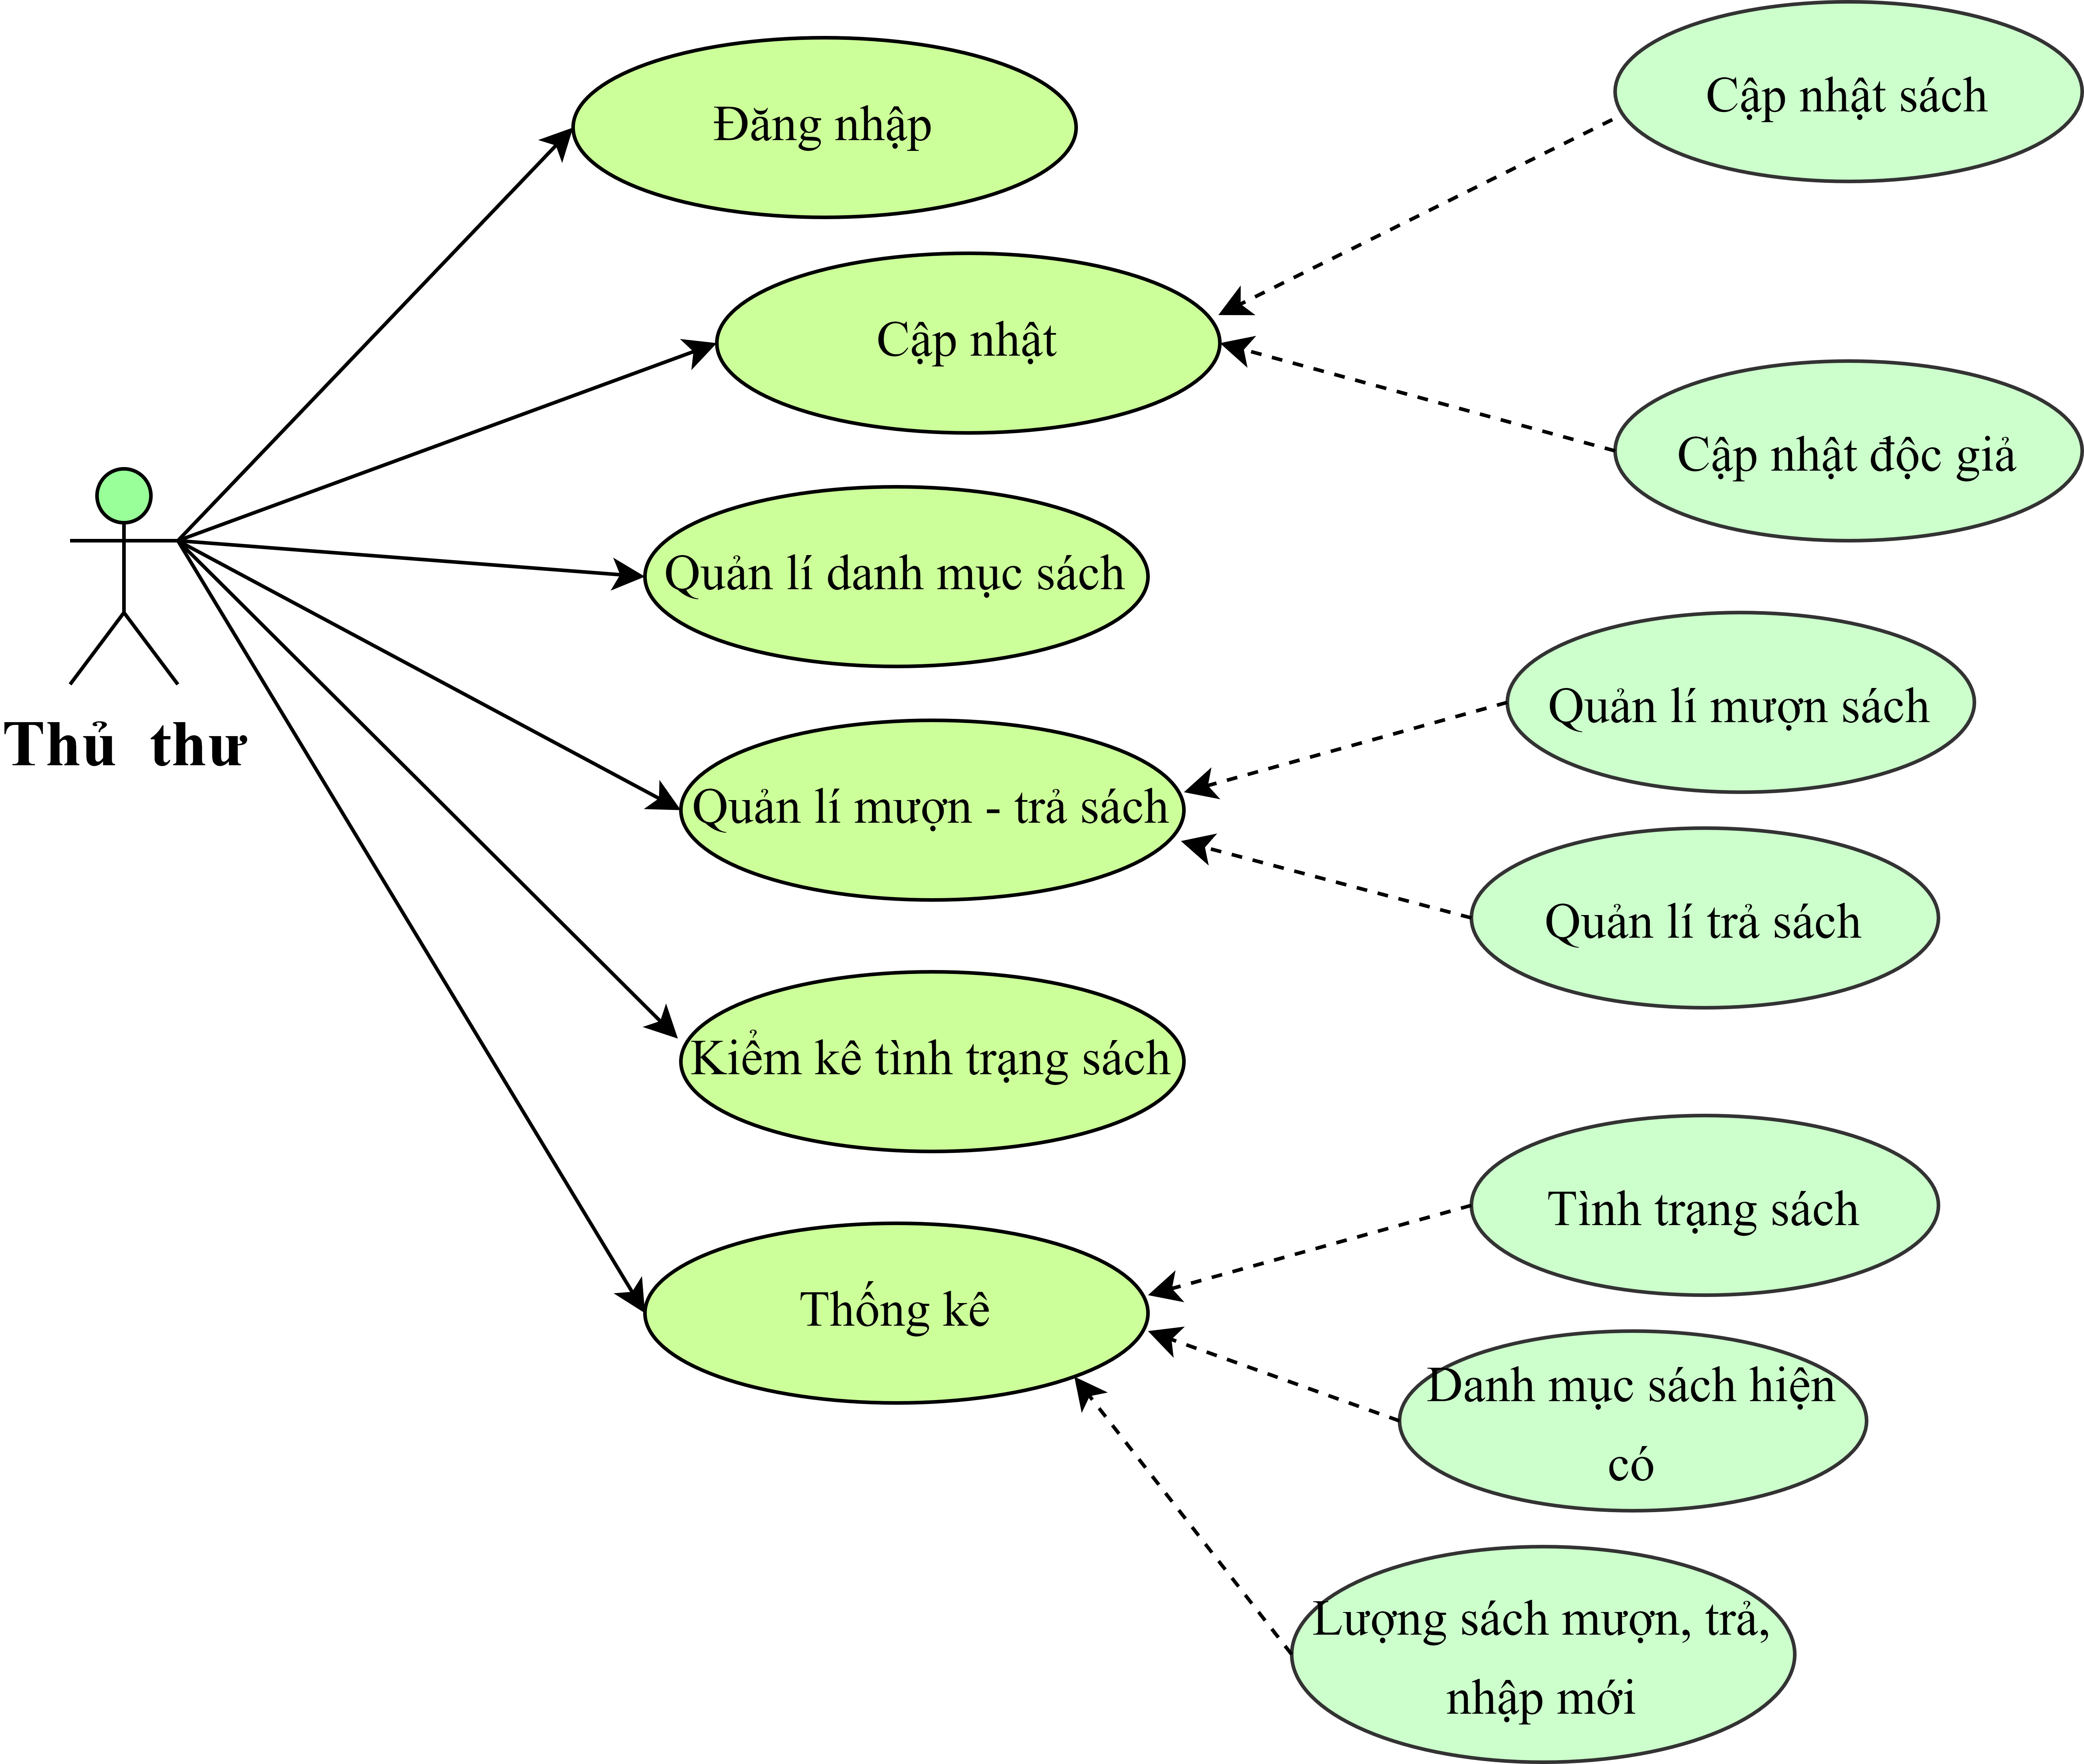 Đăng nhập
Cập nhật sách
Cập nhật
Cập nhật độc giả
Quản lí danh mục sách
Thủ thư
Quản lí mượn sách
Quản lí mượn - trả sách
Quản lí trả sách
Kiểm kê tình trạng sách
Tình trạng sách
Thống kê
Danh mục sách hiện
có
Lượng sách mượn, trả,
nhập mới